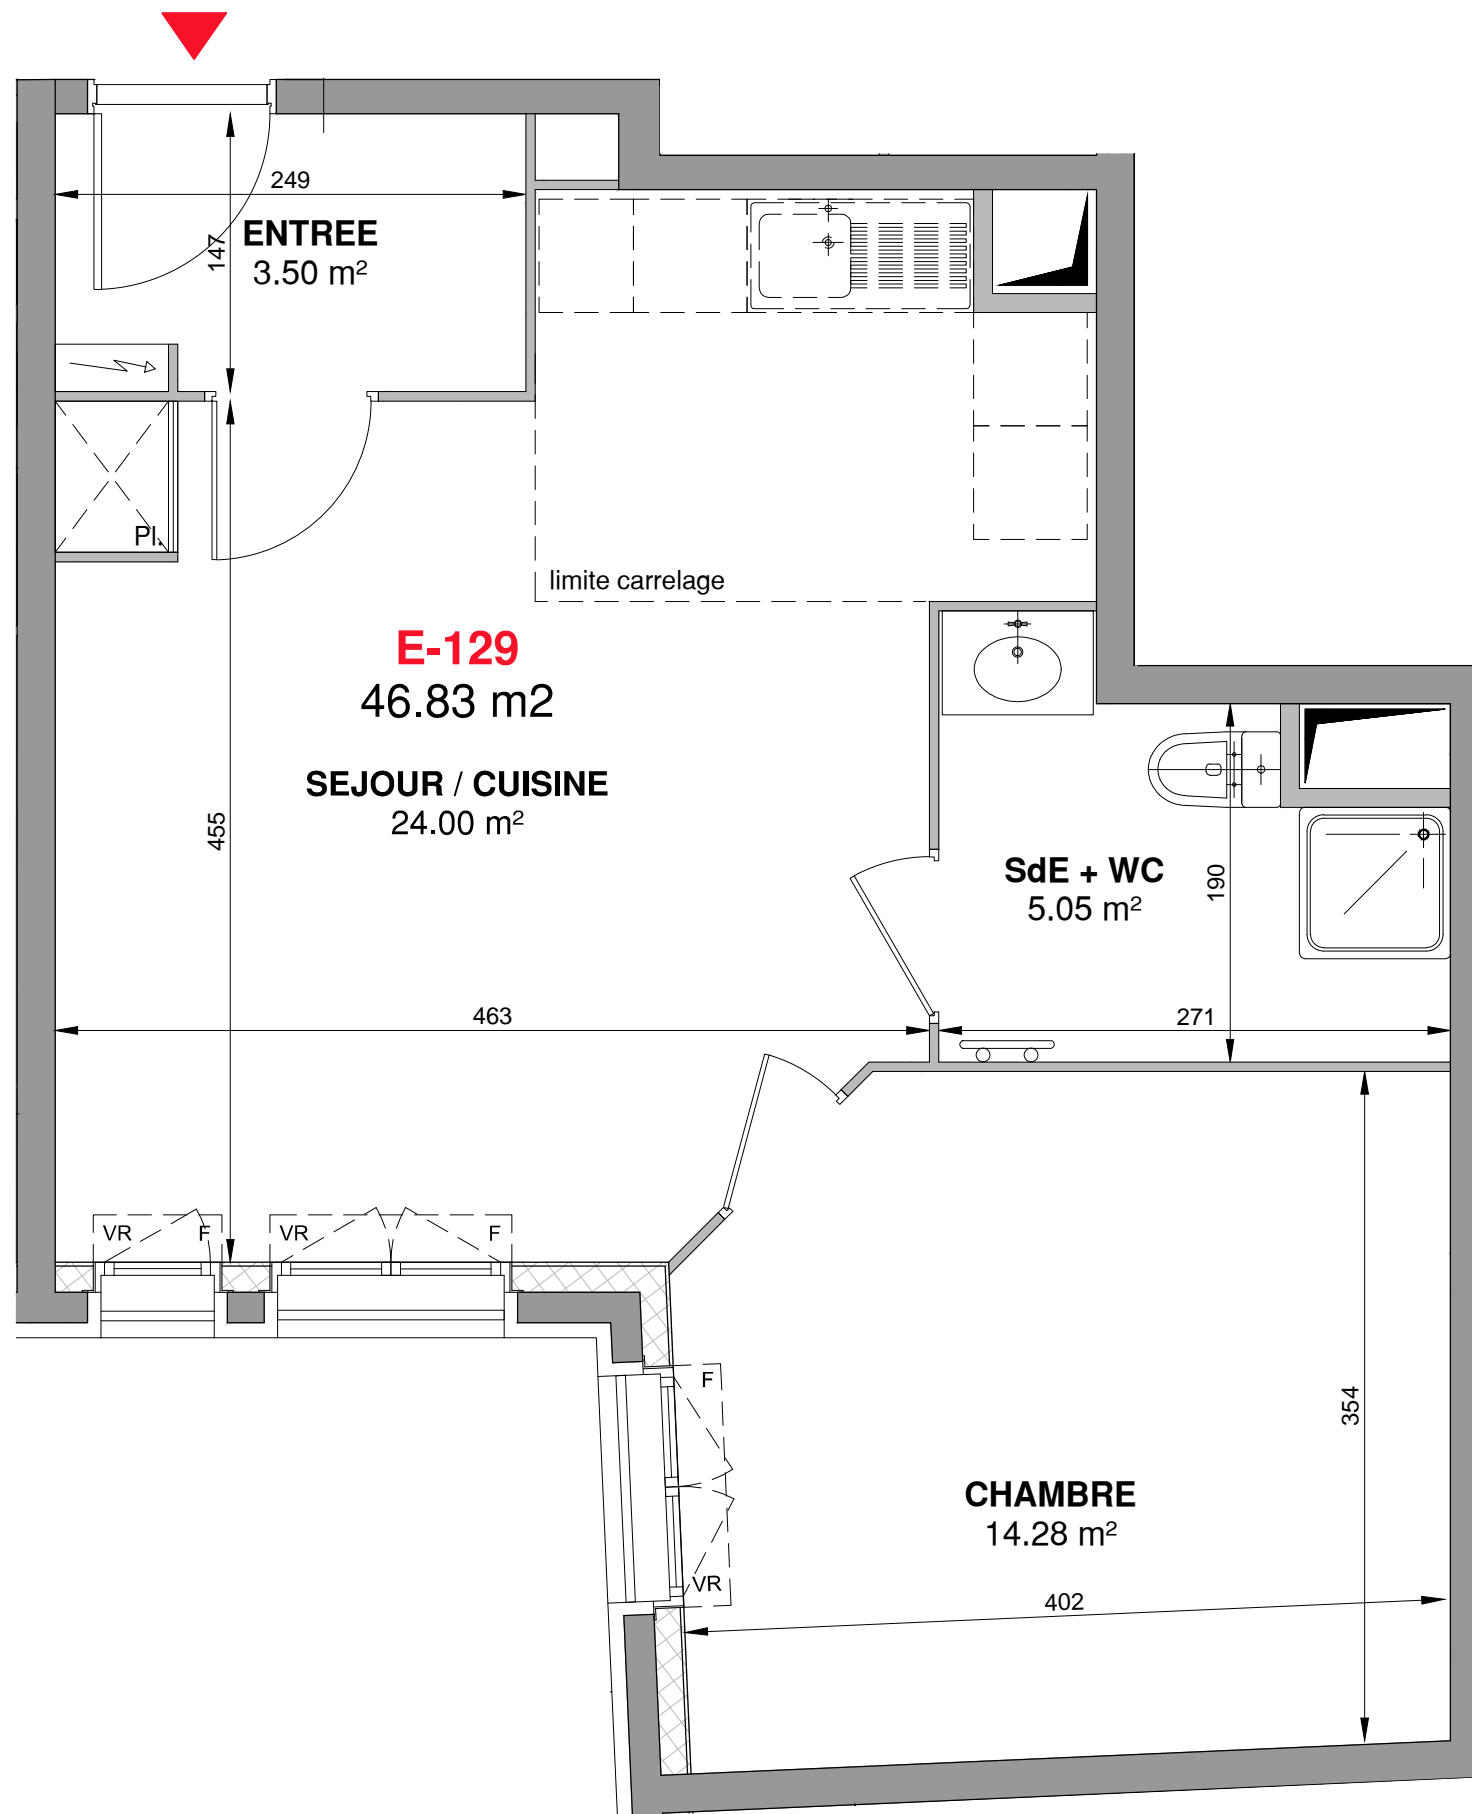 249
147
ENTREE
3.50 m²
Pl.
limite carrelage
E-129
46.83 m2
SEJOUR / CUISINE
24.00 m²
455
SdE + WC
5.05 m²
190
463
271
VR
F
VR
F
F
354
CHAMBRE
14.28 m²
VR
402